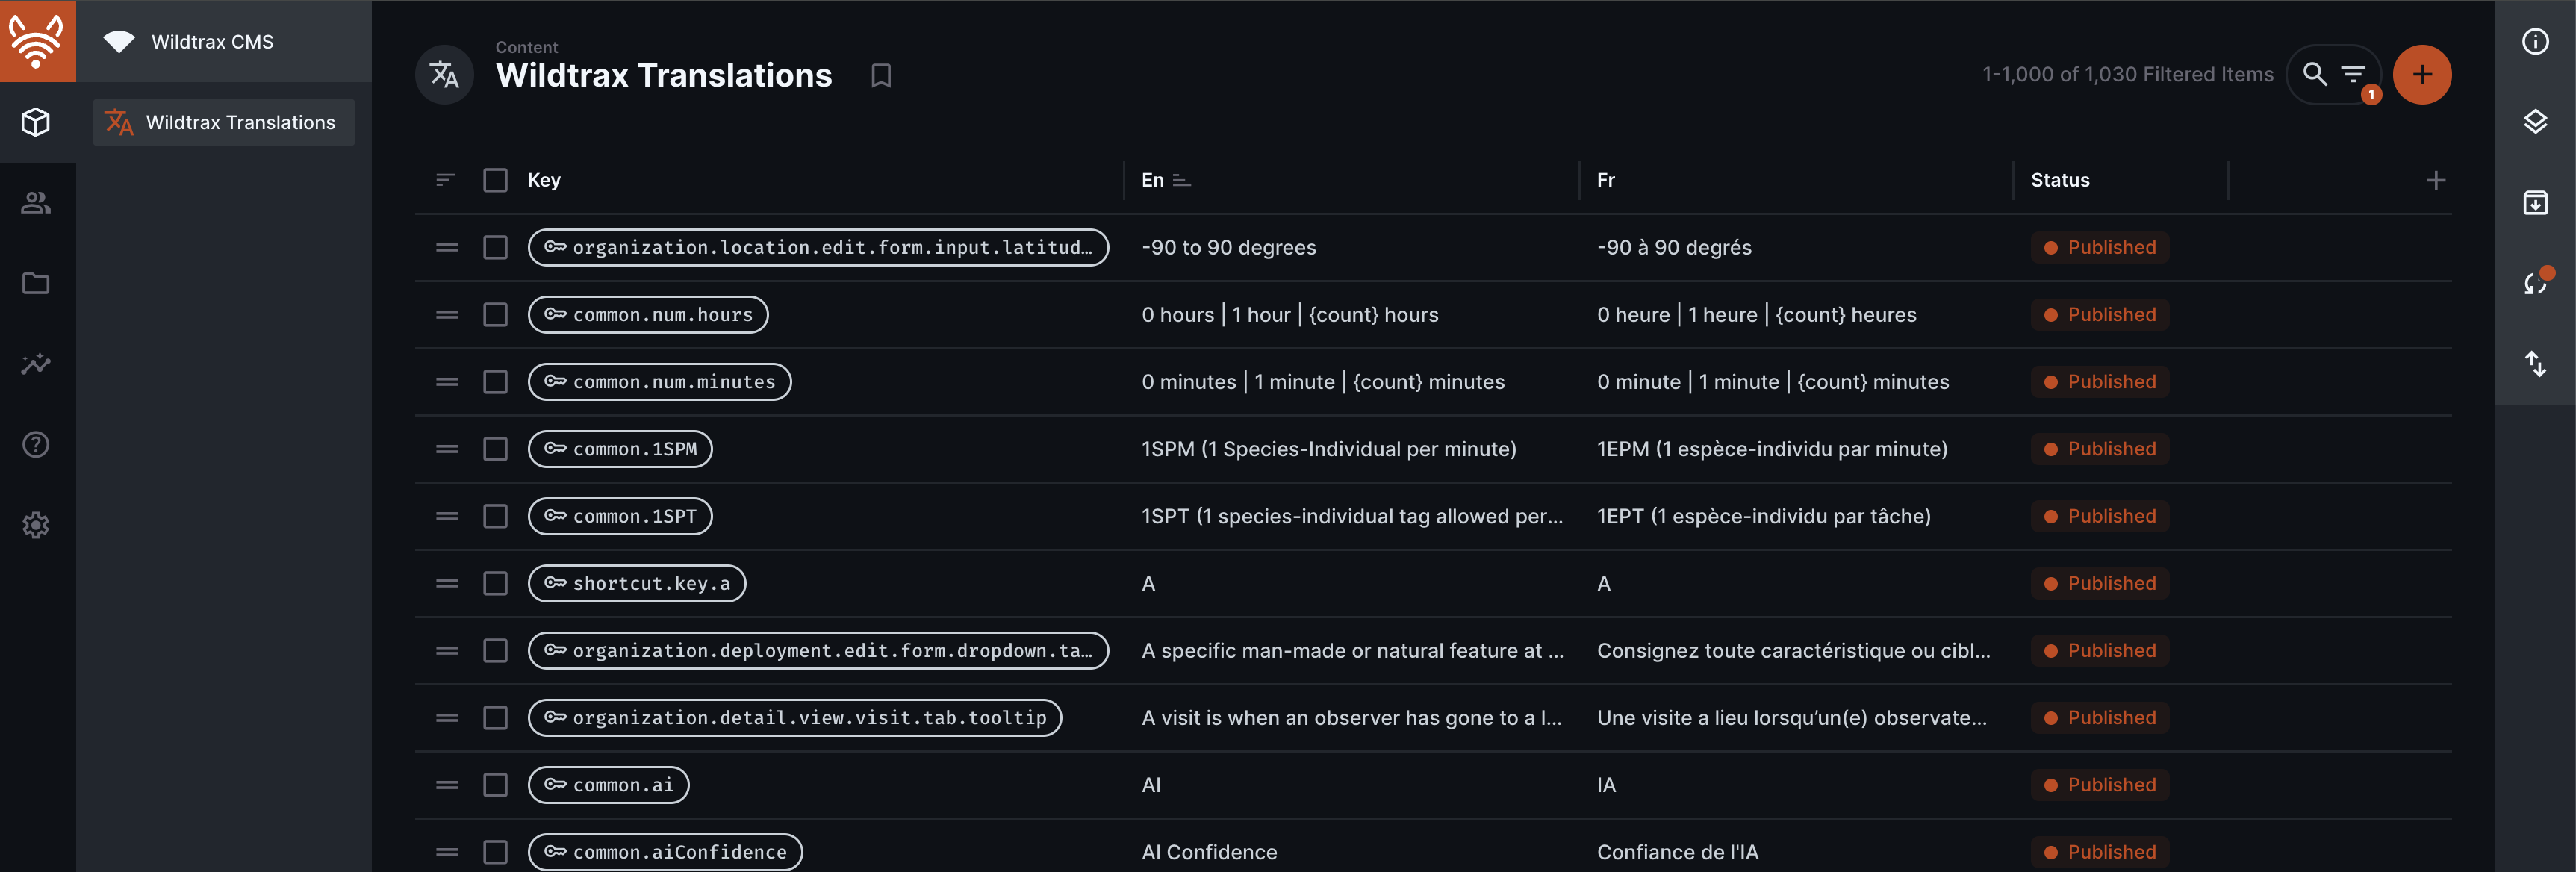 Wildtrax CMS
Wildtrax Translations
Content
Wildtrax Translations
1-1,000 of 1,030 Filtered Items
1
Key En Fr Status
organization.location.edit.form.input.latitud… -90 to 90 degrees -90 à 90 degrés Published
common.num.hours 0 hours | 1 hour | {count} hours 0 heure | 1 heure | {count} heures Published
common.num.minutes 0 minutes | 1 minute | {count} minutes 0 minute | 1 minute | {count} minutes Published
common.1SPM 1SPM (1 Species-Individual per minute) 1EPM (1 espèce-individu par minute) Published
common.1SPT 1SPT (1 species-individual tag allowed per… 1EPT (1 espèce-individu par tâche) Published
shortcut.key.a A A Published
organization.deployment.edit.form.dropdown.ta… A specific man-made or natural feature at … Consignez toute caractéristique ou cibl… Published
organization.detail.view.visit.tab.tooltip A visit is when an observer has gone to a l… Une visite a lieu lorsqu’un(e) observate… Published
common.ai AI IA Published
common.aiConfidence AI Confidence Confiance de l'IA Published